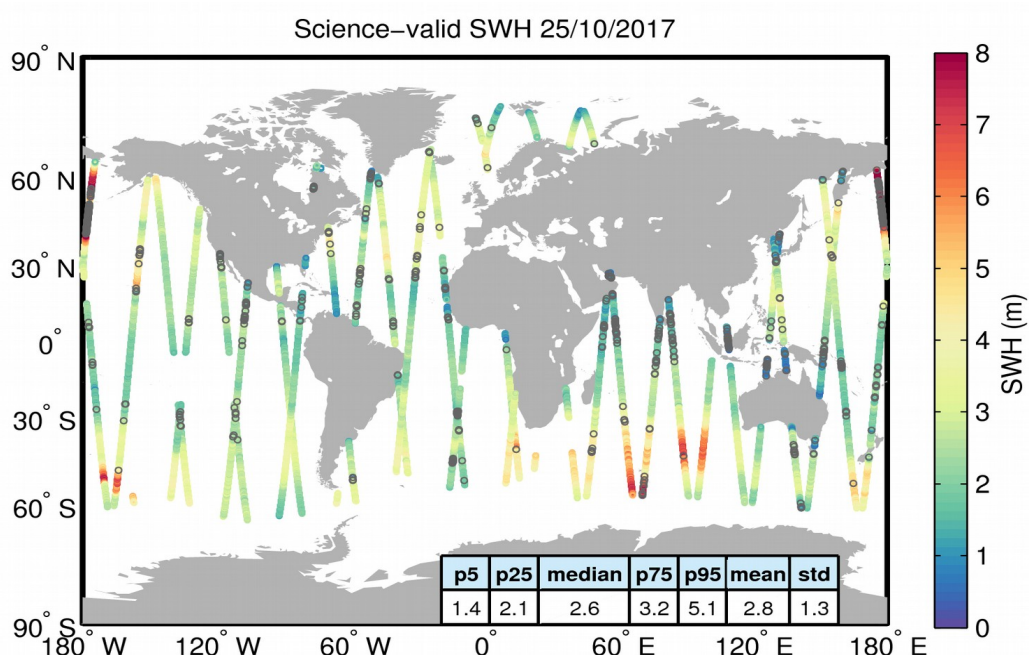 Science−valid SWH 25/10/2017
90° N
60° N
30° N
0°
30° S
60° S
90° S
180° W
120° W
60° W
0°
60° E
120° E
180° E
p5 p25 median p75 p95 mean std
1.4 2.1 2.6 3.2 5.1 2.8 1.3
8
7
6
5
4
3
2
1
0
SWH (m)